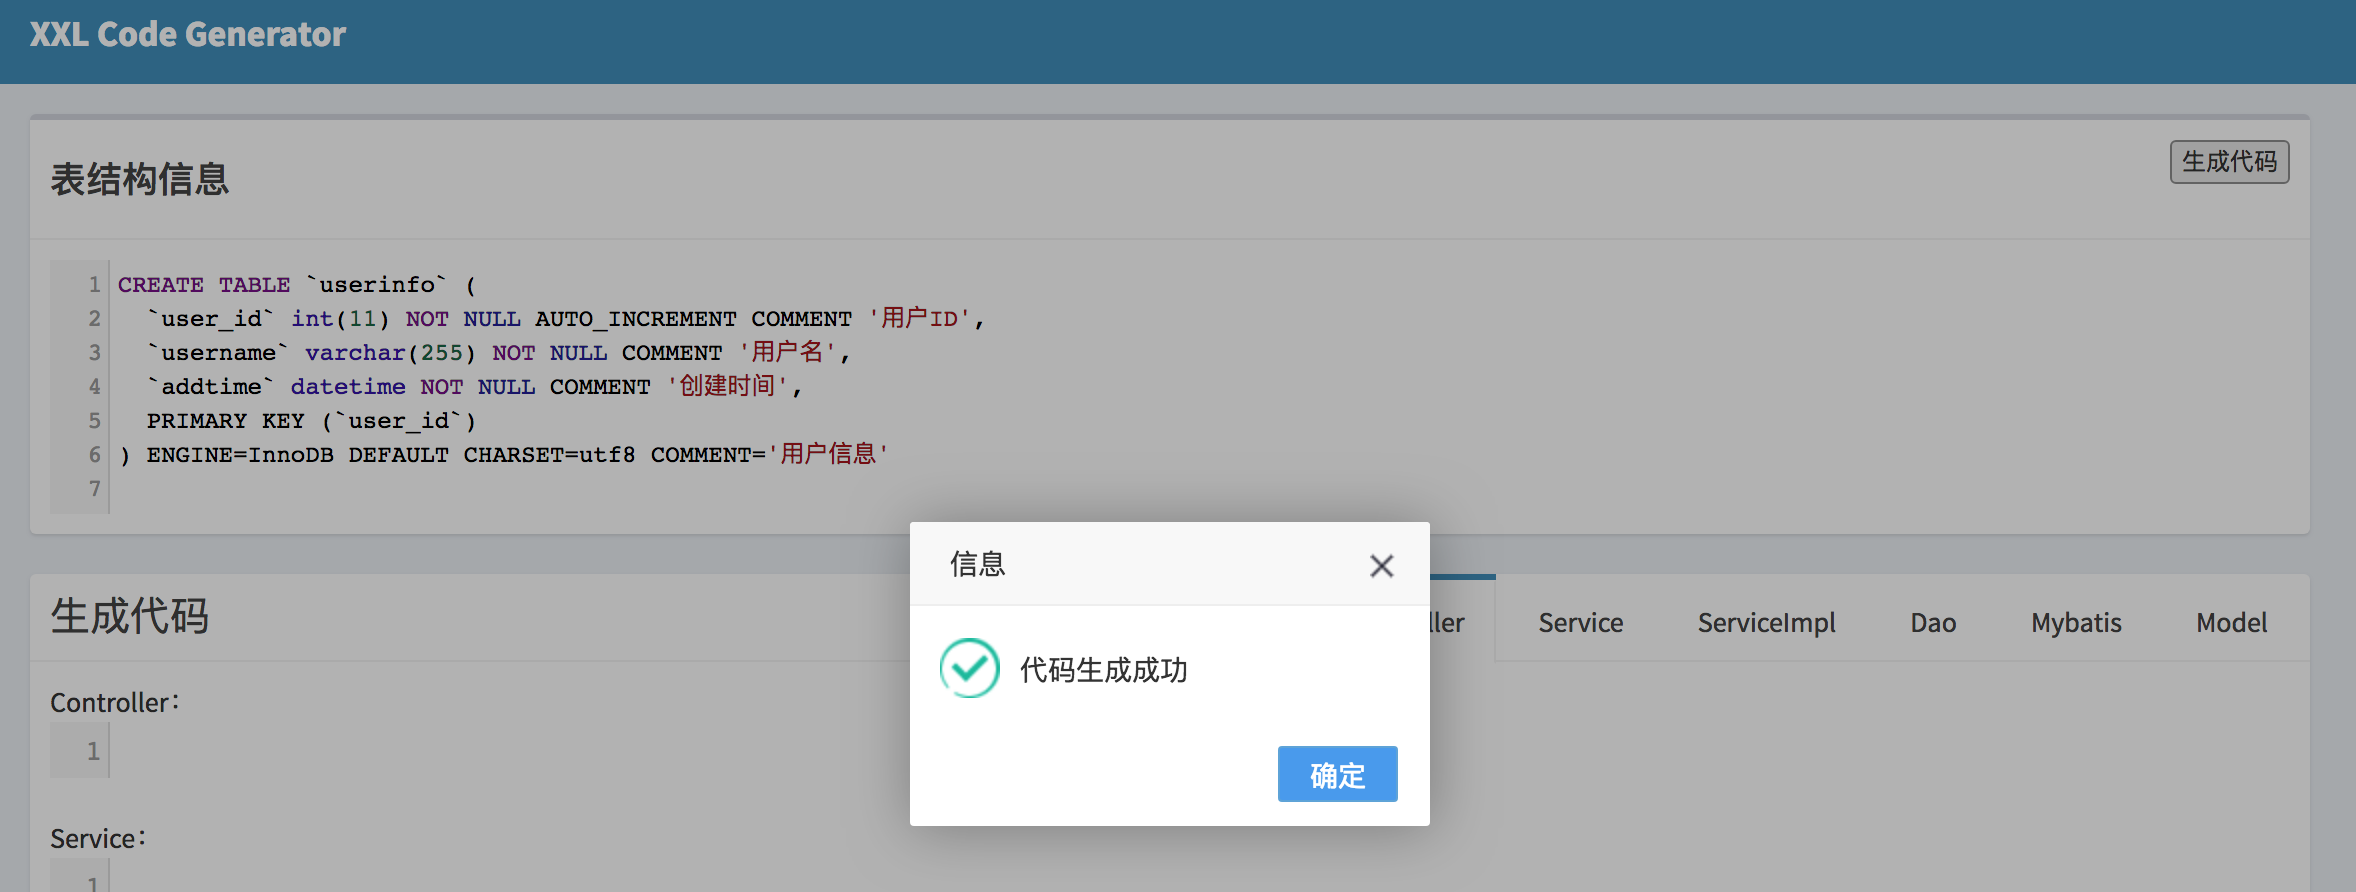 XXL Code Generator
表结构信息
生成代码
1 CREATE TABLE `userinfo` (
2 `user_id` int(11) NOT NULL AUTO_INCREMENT COMMENT '用户ID',
3 `username` varchar(255) NOT NULL COMMENT '用户名',
4 `addtime` datetime NOT NULL COMMENT '创建时间',
5 PRIMARY KEY (`user_id`)
6 ) ENGINE=InnoDB DEFAULT CHARSET=utf8 COMMENT='用户信息'
7
信息
生成代码
ller Service ServiceImpl Dao Mybatis Model
代码生成成功
Controller：
1
确定
Service：
1